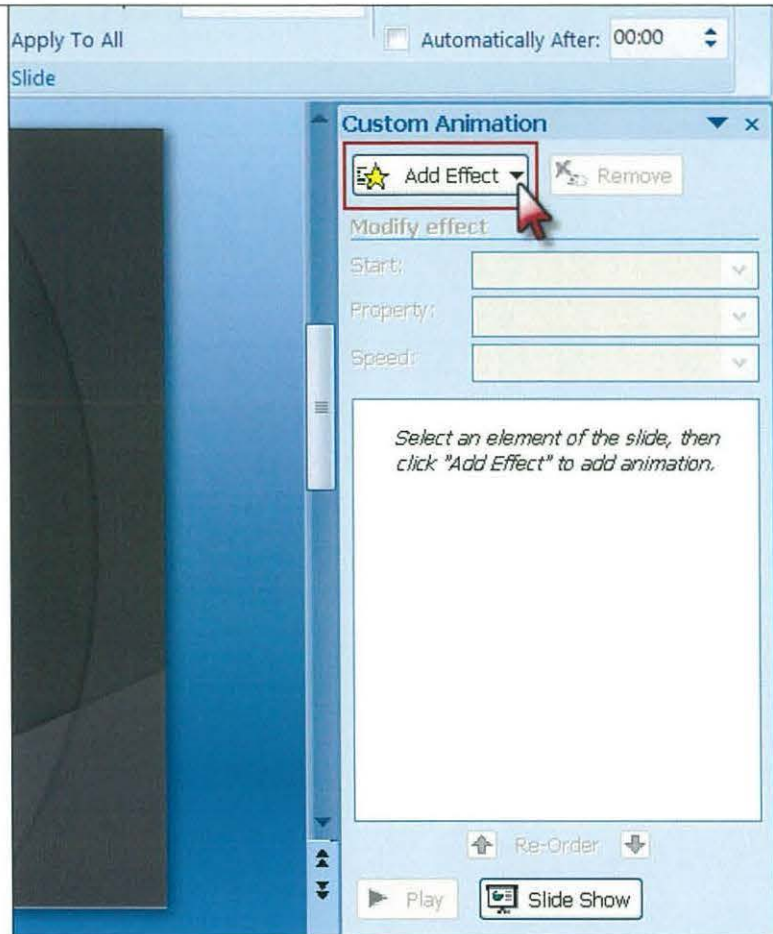 Apply To All
Automatically After: 00:00
Slide
Custom Animation
Add Effect
Remove
Modify effect
Start:
Property:
Speed:
Select an element of the slide, then
click "Add Effect" to add animation.
Re-Order
Play
Slide Show